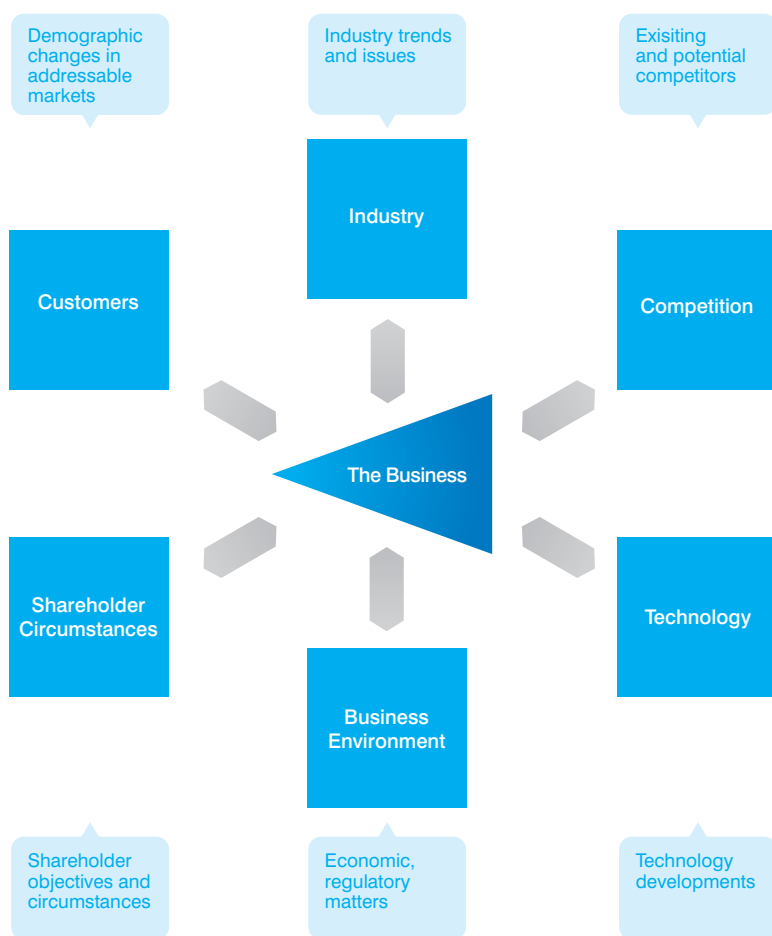 Demographic
changes in
addressable
markets
Industry trends
and issues
Exisiting
and potential
competitors
Industry
Customers
Competition
The Business
Shareholder
Circumstances
Technology
Business
Environment
Shareholder
objectives and
circumstances
Economic,
regulatory
matters
Technology
developments